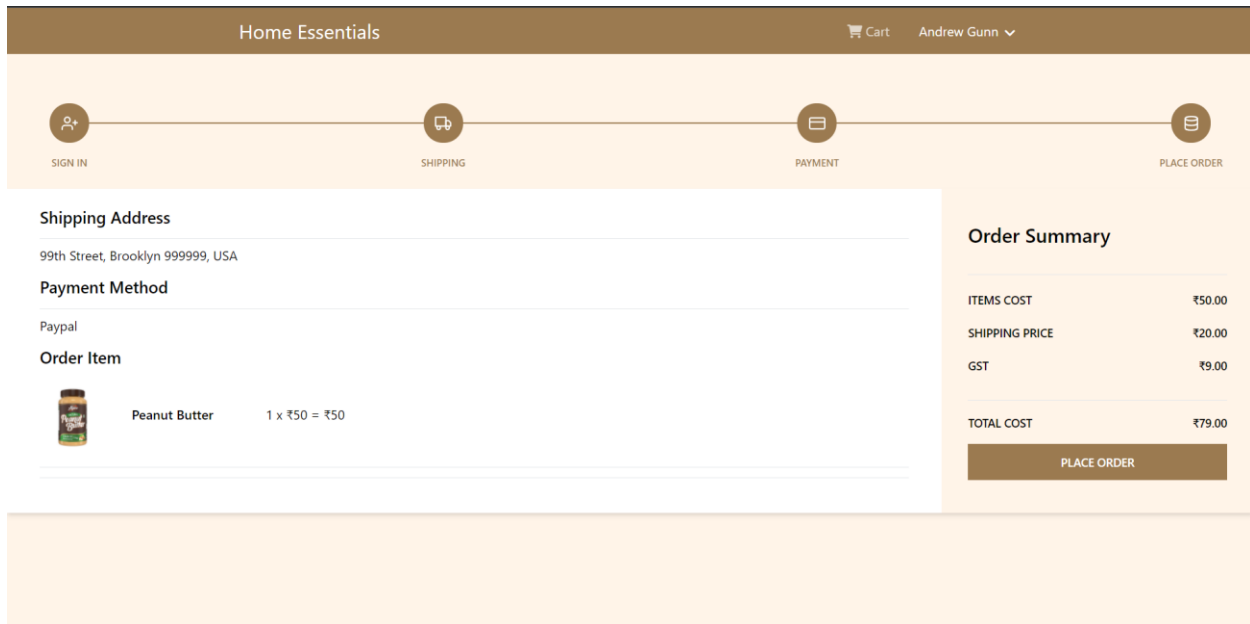 Home Essentials
Cart
Andrew Gunn
SIGN IN
SHIPPING
PAYMENT
PLACE ORDER
Shipping Address
99th Street, Brooklyn 999999, USA
Payment Method
Paypal
Order Item
Peanut Butter
Peanut Butter 1 x ₹50 = ₹50
Order Summary
ITEMS COST ₹50.00
SHIPPING PRICE ₹20.00
GST ₹9.00
TOTAL COST ₹79.00
PLACE ORDER